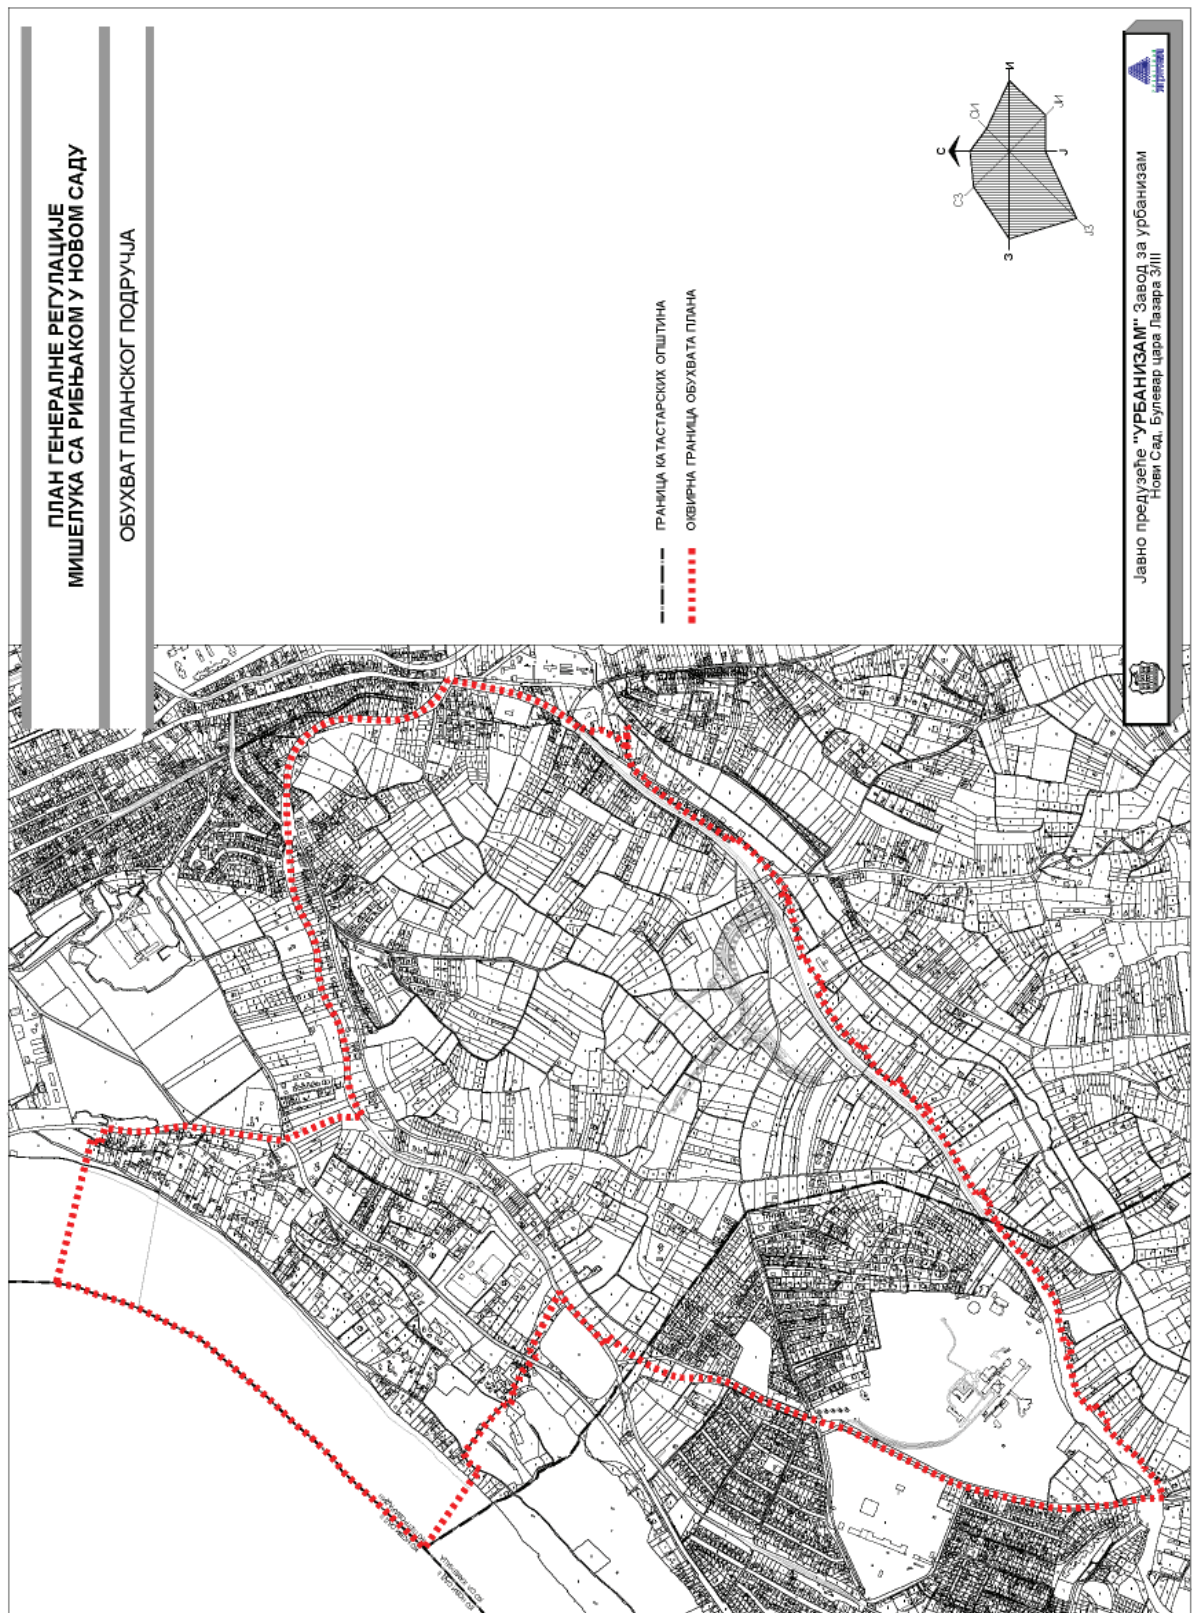 ПЛАН ГЕНЕРАЛНЕ РЕГУЛАЦИЈЕ
МИШЕЛУКА СА РИБЊАКОМ У НОВОМ САДУ
ОБУХВАТ ПЛАНСКОГ ПОДРУЧЈА
ГРАНИЦА КАТАСТАРСКИХ ОПШТИНА
ОКВИРНА ГРАНИЦА ОБУХВАТА ПЛАНА
С
СИ
И
ЈИ
Ј
ЈЗ
З
СЗ
Јавно предузеће "УРБАНИЗАМ" Завод за урбанизам
Нови Сад, Булевар цара Лазара 3/III